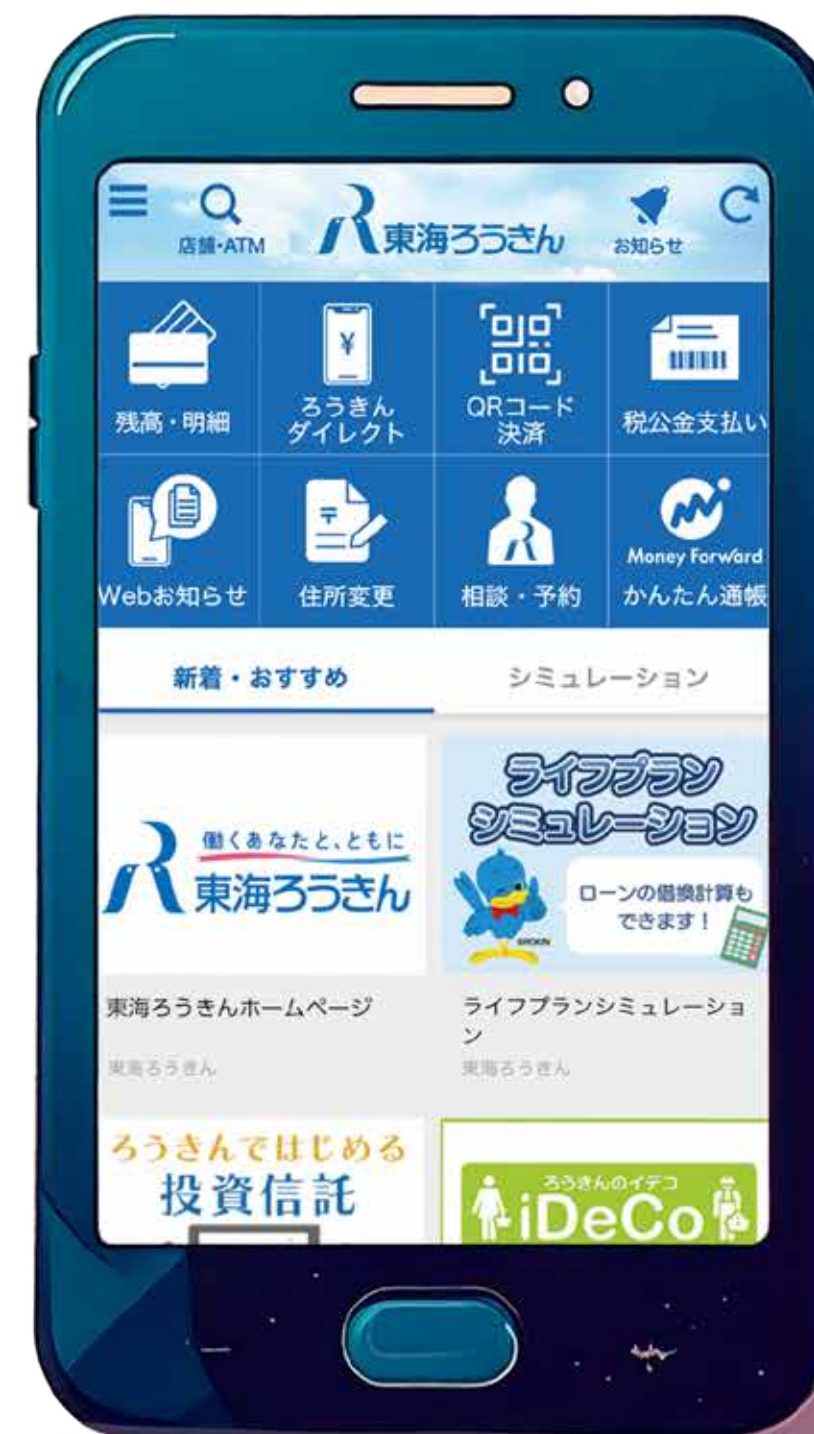 店舗・ATM
東海ろうきん
お知らせ
残高・明細
ろうきん
ダイレクト
QRコード
決済
税公金支払い
Webお知らせ
住所変更
相談・予約
Money Forward
かんたん通帳
新着・おすすめ
シミュレーション
働くあなたと、ともに
東海ろうきん
ライフプラン
シミュレーション
ローンの借換計算も
できます!
東海ろうきんホームページ
東海ろうきん
ライフプランシミュレーショ
ン
東海ろうきん
ろうきんではじめる
投資信託
ろうきんのイデコ
iDeCo